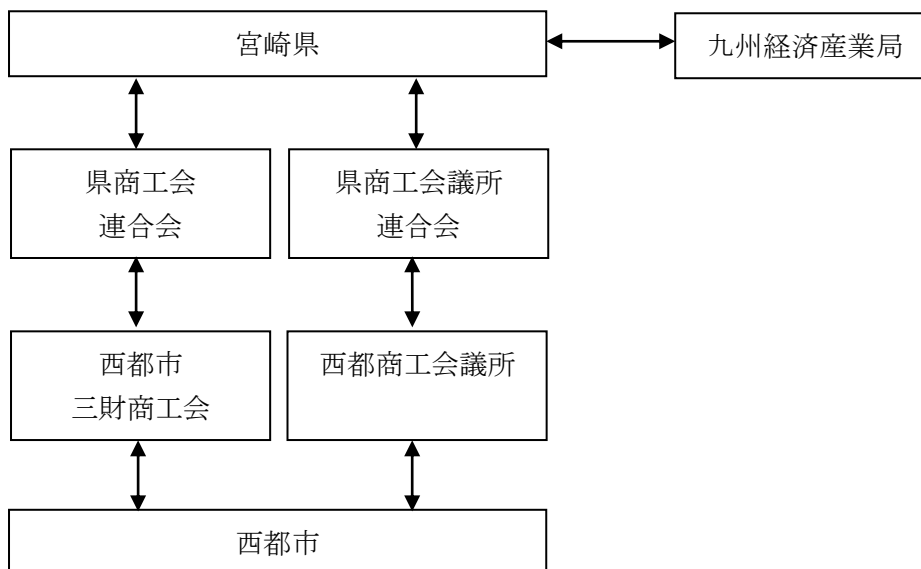 宮崎県
九州経済産業局
県商工会
連合会
県商工会議所
連合会
西都市
三財商工会
西都商工会議所
西都市